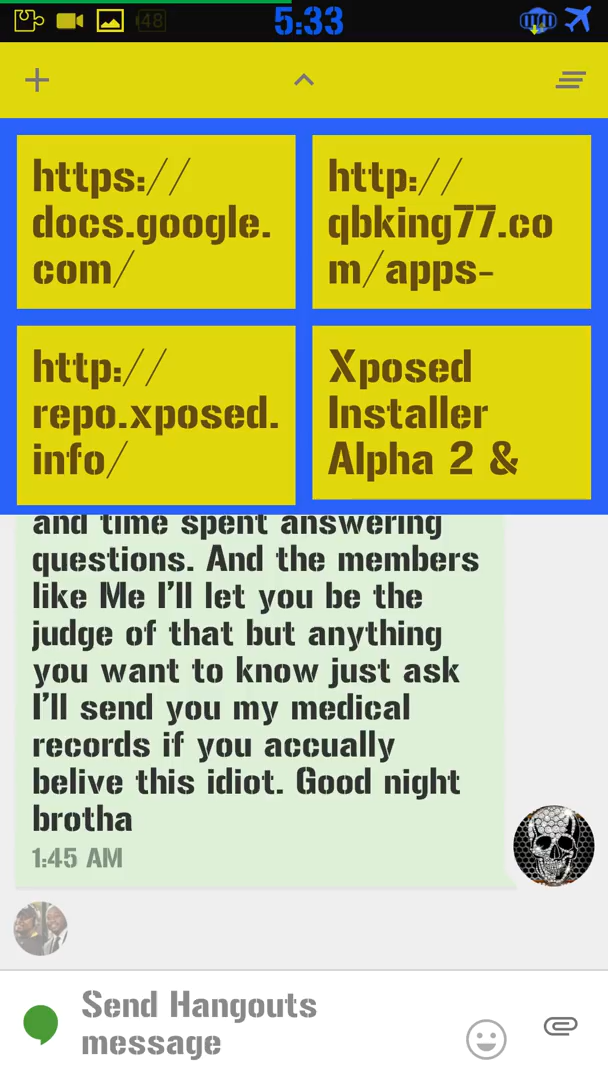 48
5:33
https://
docs.google.
com/
http://
qbking77.co
m/apps-
http://
repo.xposed.
info/
Xposed
Installer
Alpha 2 &
and time spent answering
questions. And the members
like Me I'll let you be the
judge of that but anything
you want to know just ask
I'll send you my medical
records if you accually
belive this idiot. Good night
brotha
1:45 AM
Send Hangouts
message